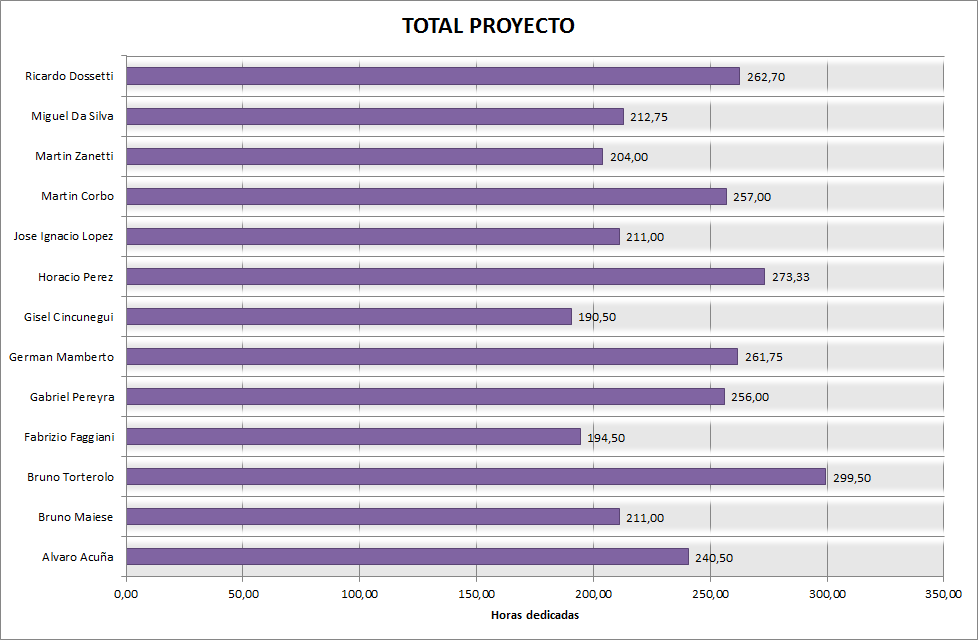 TOTAL PROYECTO
Ricardo Dossetti 262,70
Miguel Da Silva 212,75
Martin Zanetti 204,00
Martin Corbo 257,00
Jose Ignacio Lopez 211,00
Horacio Perez 273,33
Gisel Cincunegui 190,50
German Mamberto 261,75
Gabriel Pereyra 256,00
Fabrizio Faggiani 194,50
Bruno Torterolo 299,50
Bruno Maiese 211,00
Alvaro Acuña 240,50
0,00 50,00 100,00 150,00 200,00 250,00 300,00 350,00
Horas dedicadas